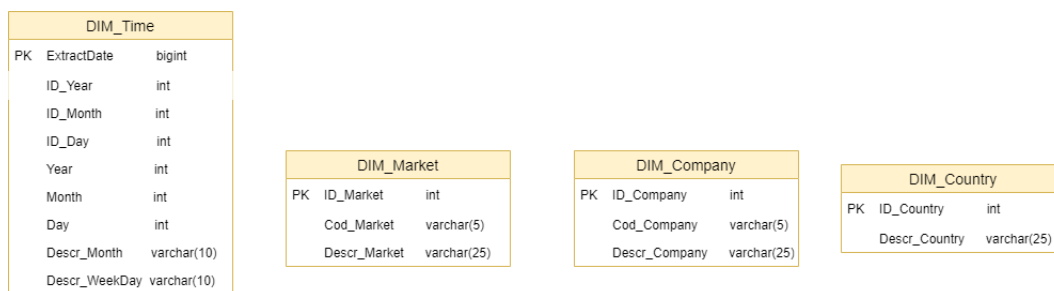 DIM_Time
PK ExtractDate bigint
ID_Year int
ID_Month int
ID_Day int
Year int
Month int
Day int
Descr_Month varchar(10)
Descr_WeekDay varchar(10)
DIM_Market
PK ID_Market int
Cod_Market varchar(5)
Descr_Market varchar(25)
DIM_Company
PK ID_Company int
Cod_Company varchar(5)
Descr_Company varchar(25)
DIM_Country
PK ID_Country int
Descr_Country varchar(25)